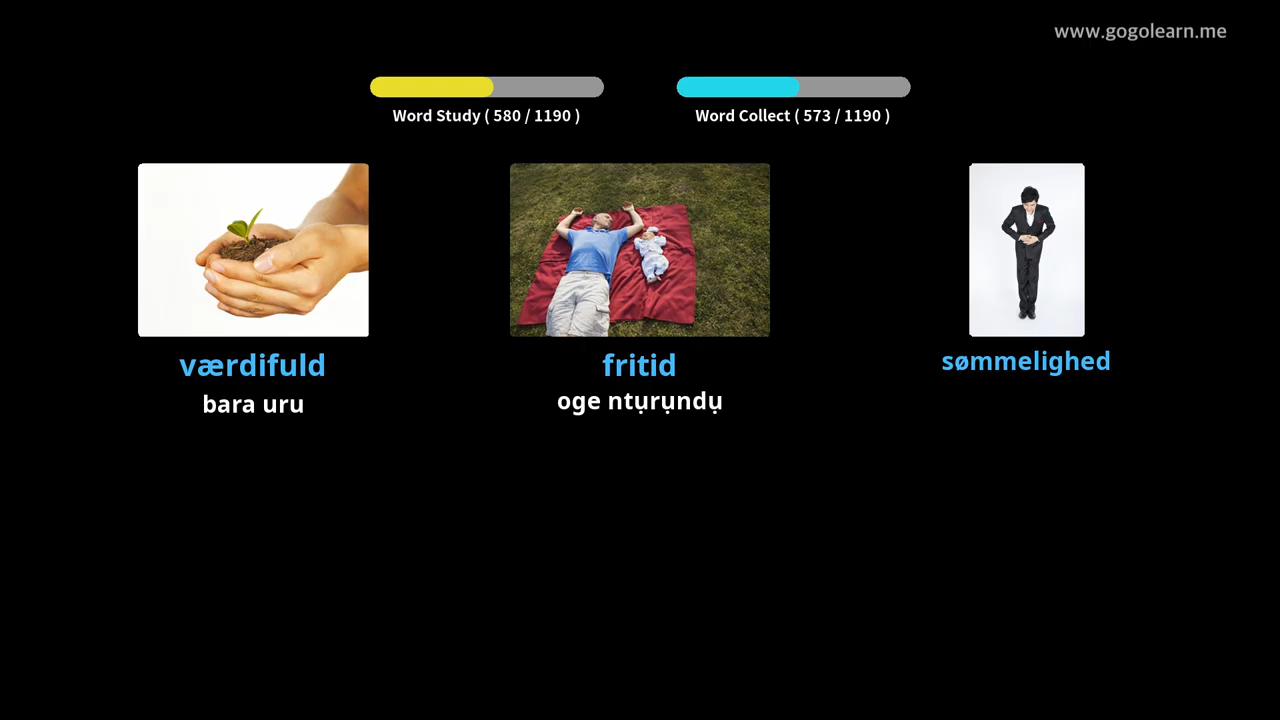 www.gogolearn.me
Word Study ( 580 / 1190 )
Word Collect ( 573 / 1190 )
værdifuld
bara uru
fritid
oge ntụrụndụ
sømmelighed